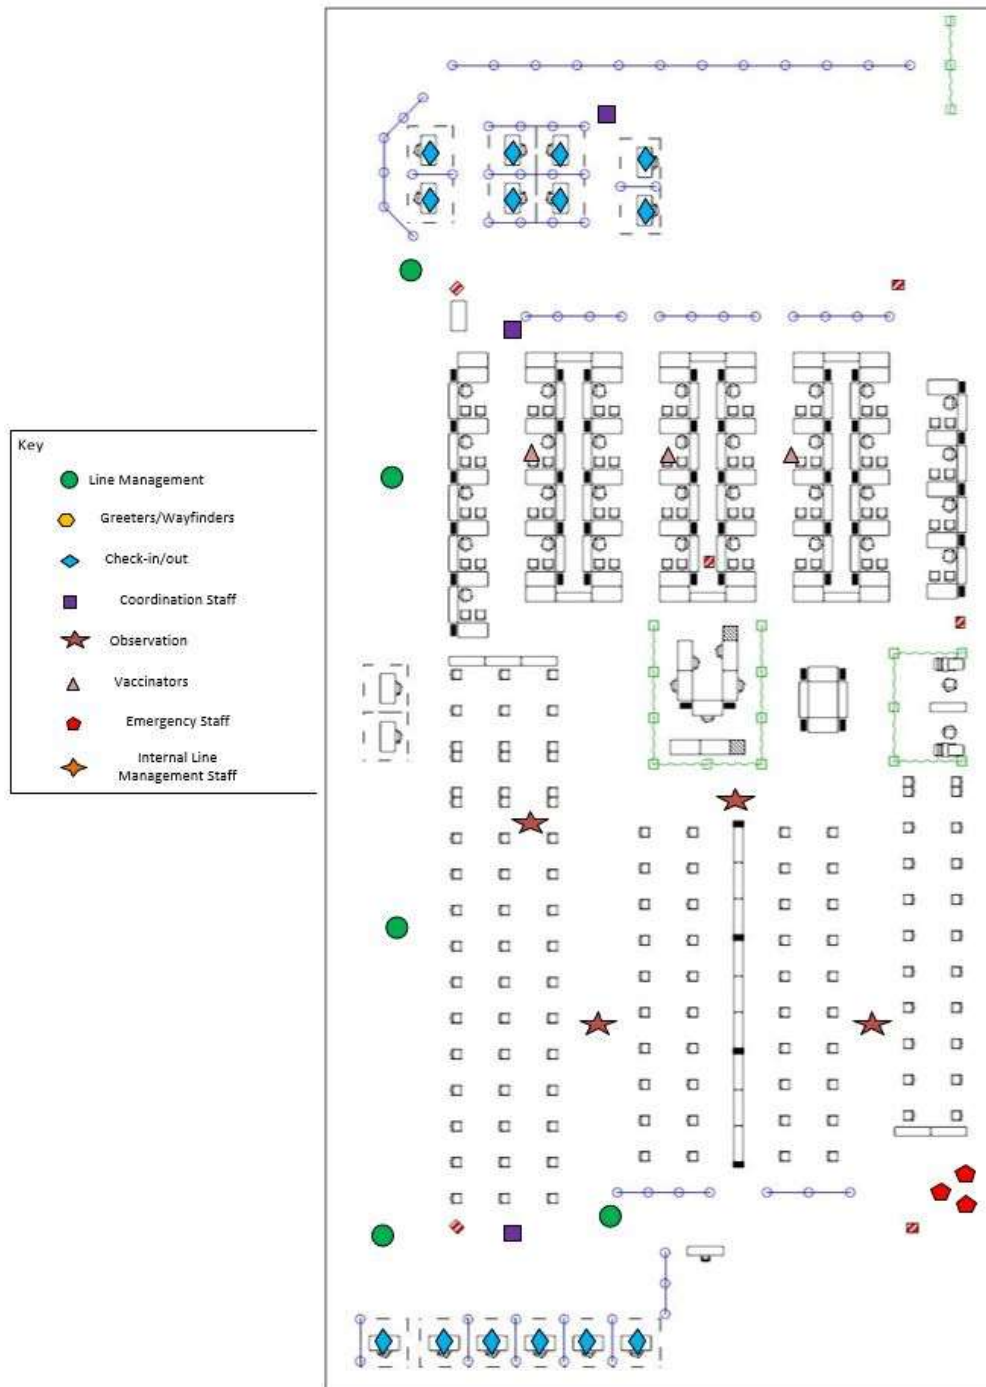 Key
Line Management
Greeters/Wayfinders
Check-in/out
Coordination Staff
Observation
Vaccinators
Emergency Staff
Internal Line
Management Staff